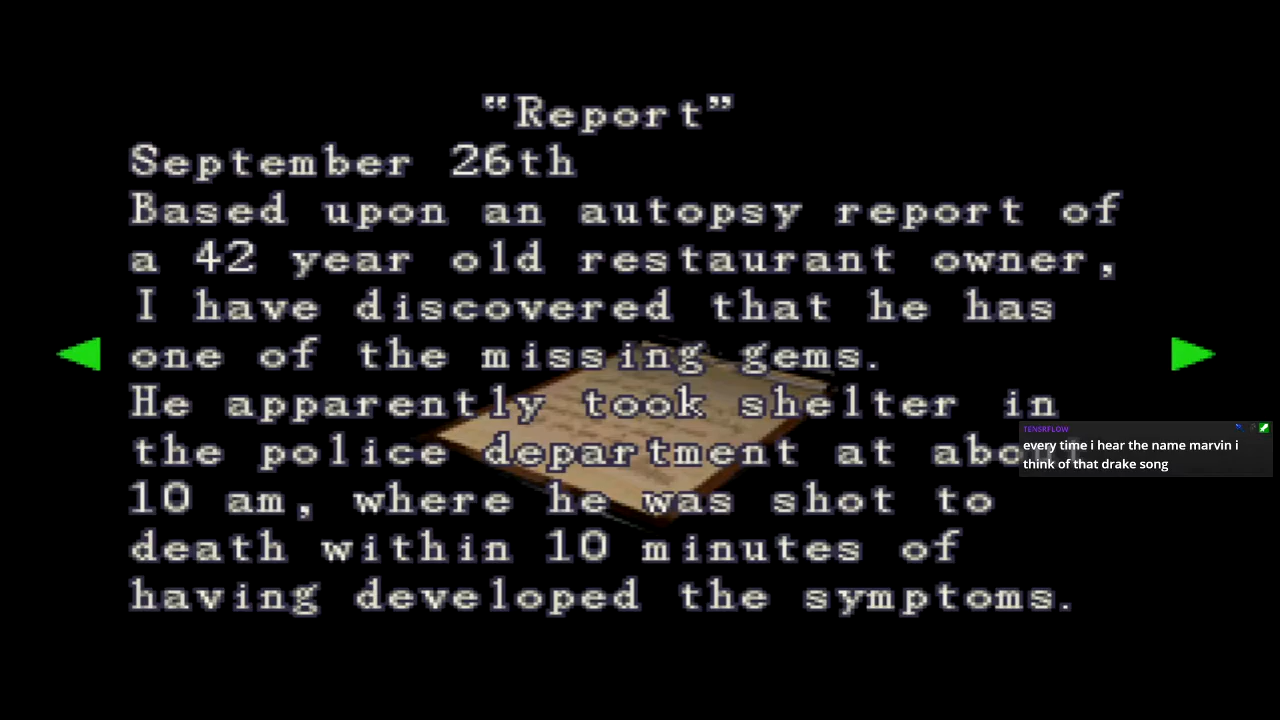 "Report"
September 26th
Based upon an autopsy report of
a 42 year old restaurant owner,
I have discovered that he has
one of the missing gems.
He apparently took shelter in
the police department at about
10 am, where he was shot to
death within 10 minutes of
having developed the symptoms.
TENSRFLOW
every time i hear the name marvin i
think of that drake song